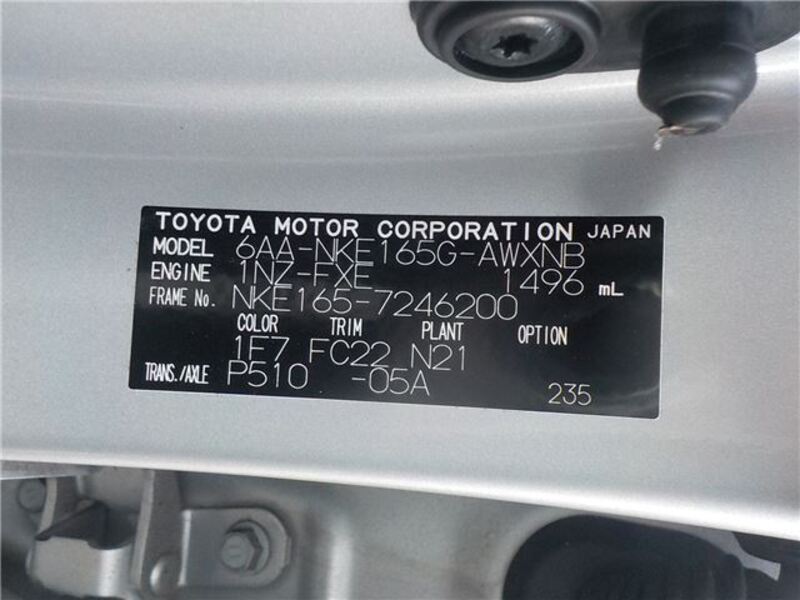 TOYOTA MOTOR CORPORATION JAPAN
MODEL 6AA-NKE165G-AWXNB
ENGINE 1NZ-FXE 1496 mL
FRAME No. NKE165-7246200
COLOR TRIM PLANT OPTION
1F7 FC22 N21
TRANS./AXLE P510 -05A 235